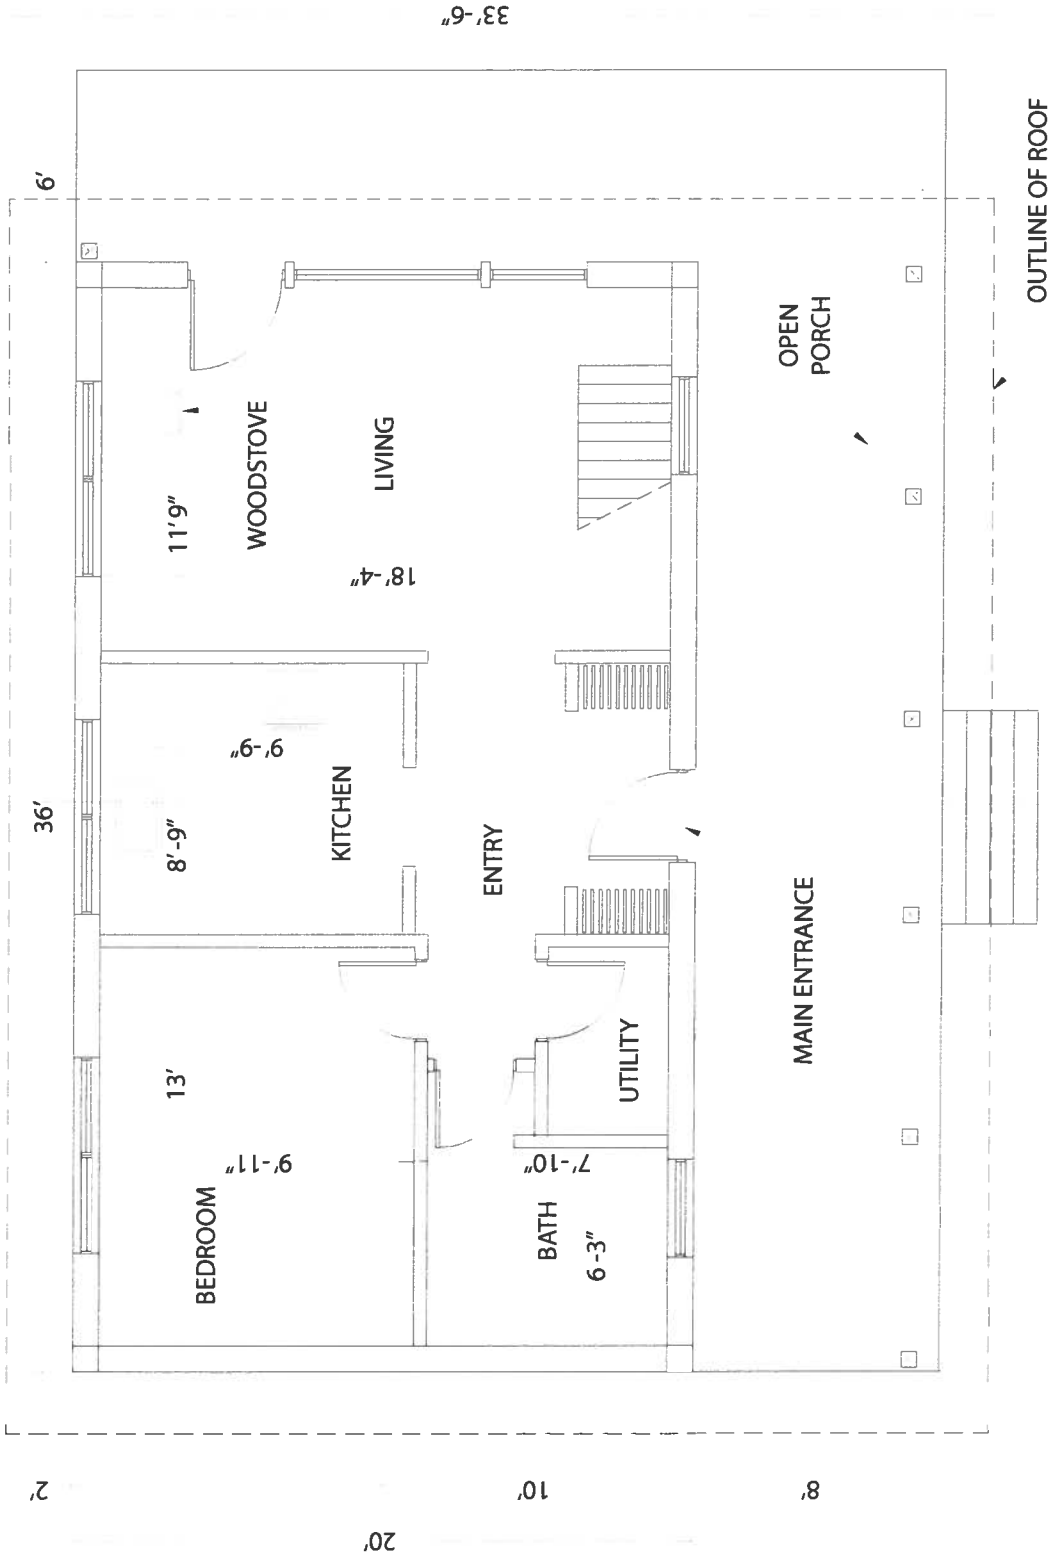 33'-6"
6'
OUTLINE OF ROOF
OPEN
PORCH
WOODSTOVE
LIVING
11'9"
18'-4"
36'
8'-9"
9'-9"
KITCHEN
ENTRY
MAIN ENTRANCE
13'
UTILITY
9'-11"
7'-10"
BEDROOM
BATH
6-3"
2'
10'
8'
20'